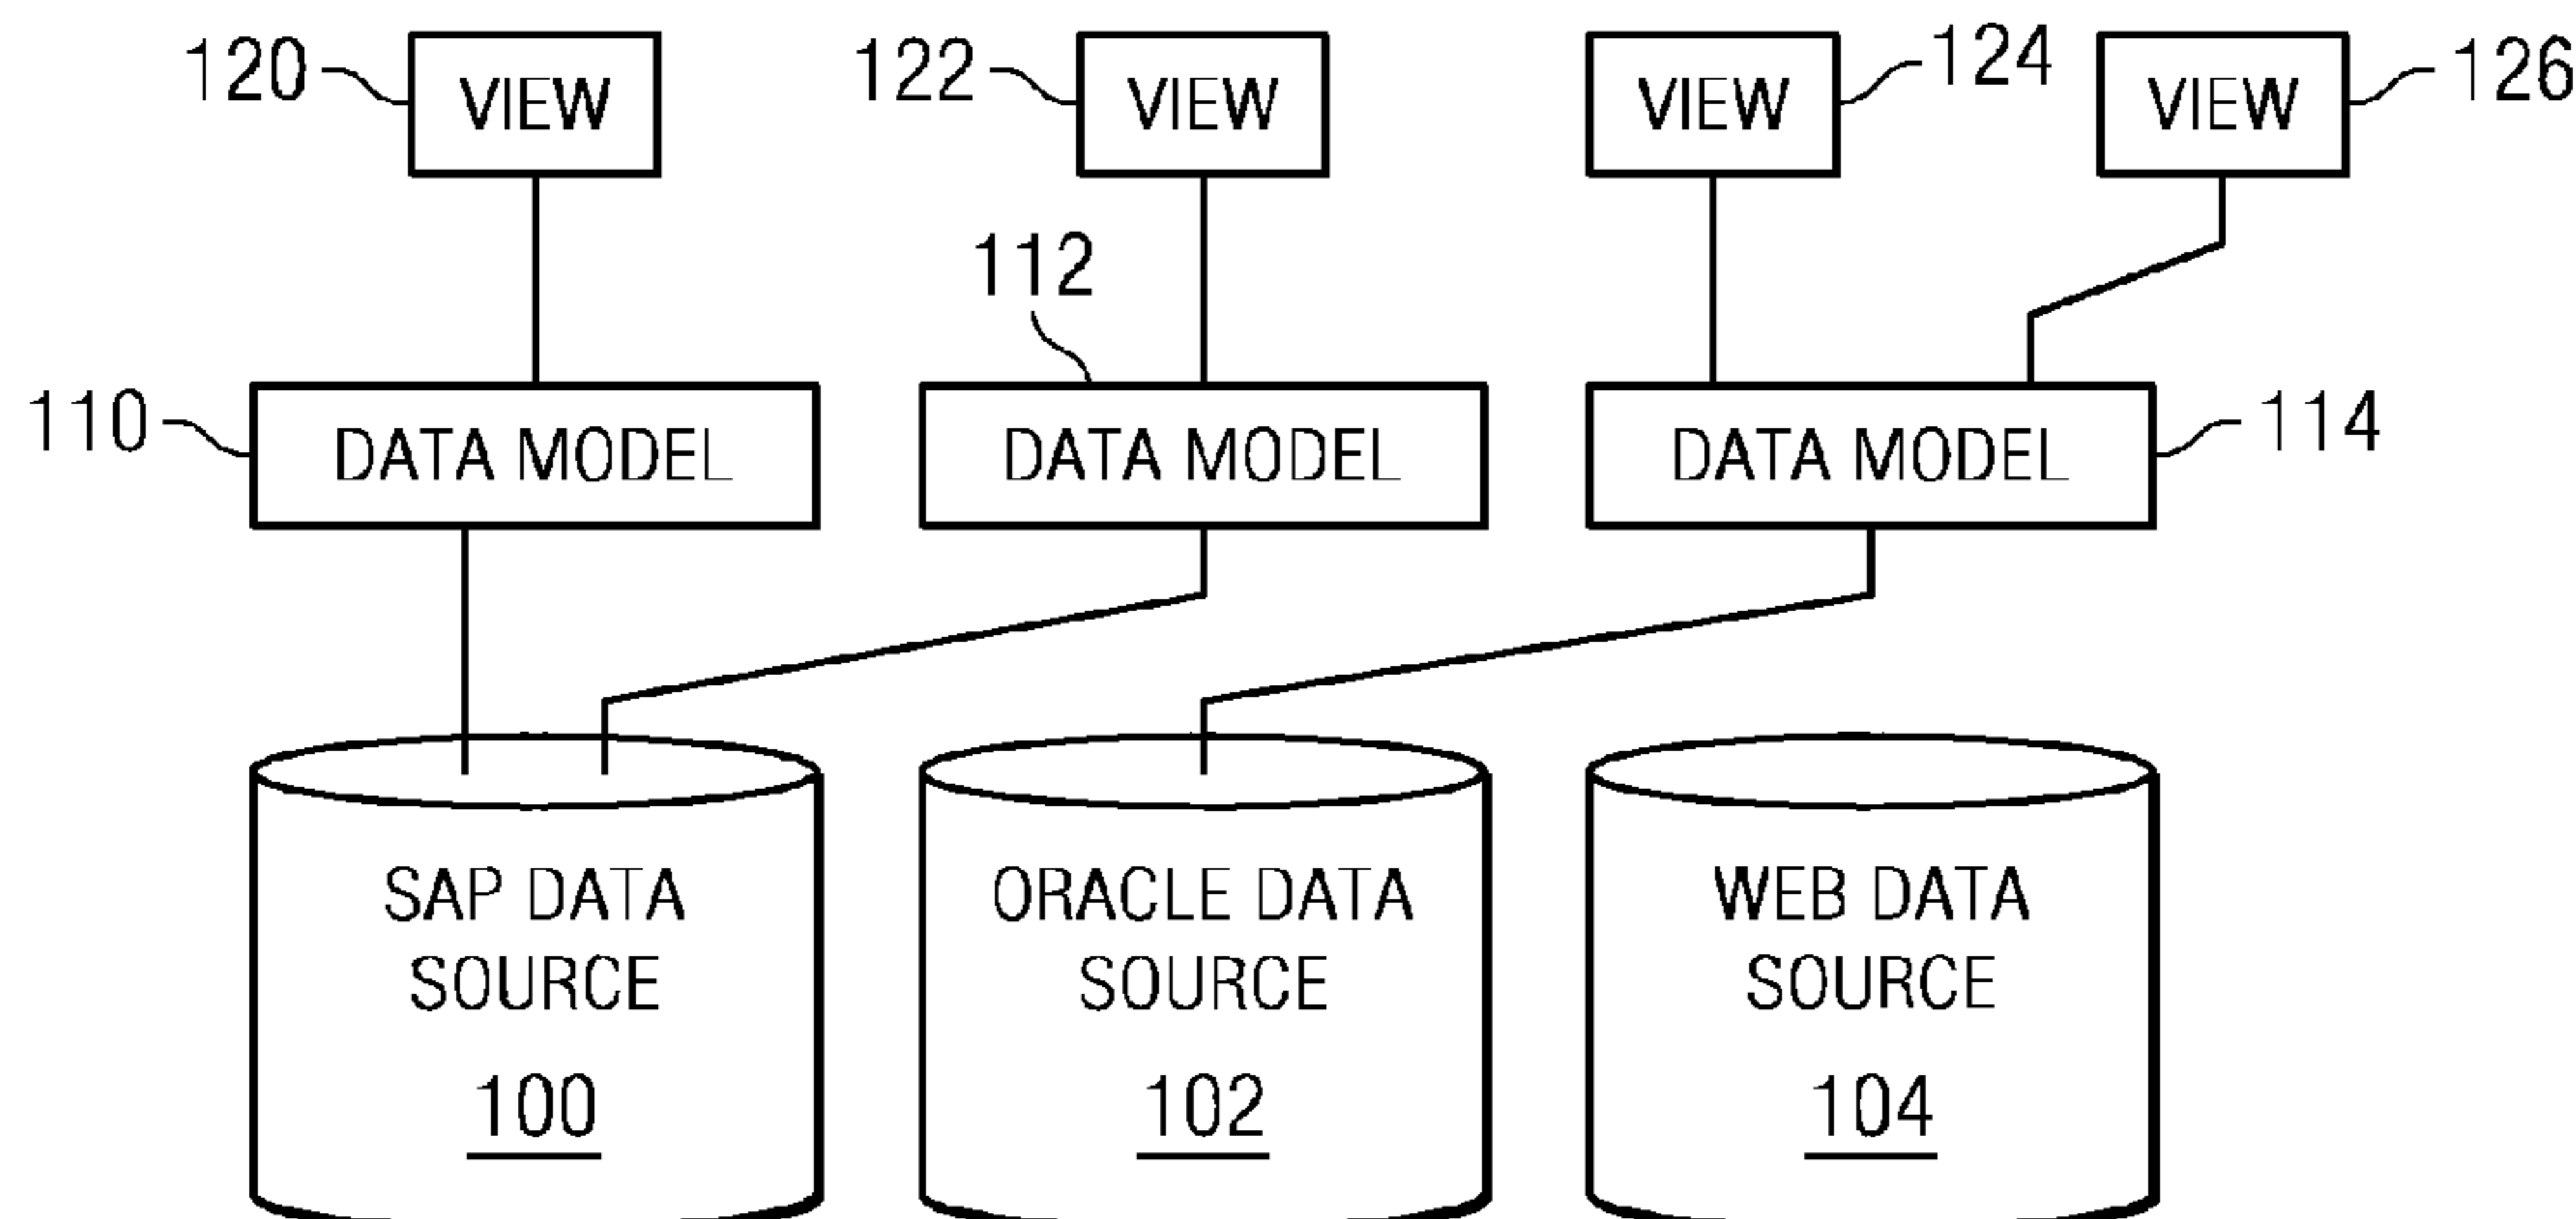 120
VIEW
122
VIEW
VIEW
124
VIEW
126
112
110
DATA MODEL
DATA MODEL
DATA MODEL
114
SAP DATA
SOURCE
100
ORACLE DATA
SOURCE
102
WEB DATA
SOURCE
104